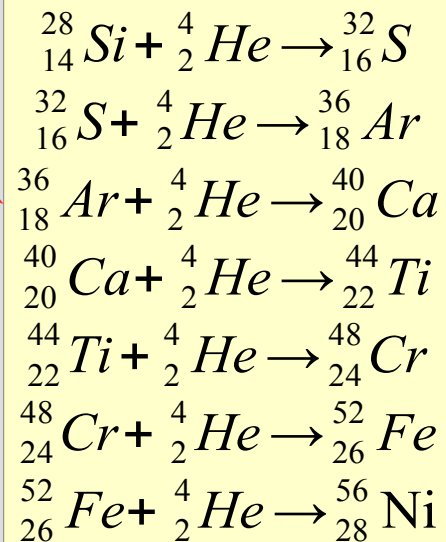 ²⁸₁₄Si + ⁴₂He → ³²₁₆S
³²₁₆S + ⁴₂He → ³⁶₁₈Ar
³⁶₁₈Ar + ⁴₂He → ⁴⁰₂₀Ca
⁴⁰₂₀Ca + ⁴₂He → ⁴⁴₂₂Ti
⁴⁴₂₂Ti + ⁴₂He → ⁴⁸₂₄Cr
⁴⁸₂₄Cr + ⁴₂He → ⁵²₂₆Fe
⁵²₂₆Fe + ⁴₂He → ⁵⁶₂₈Ni